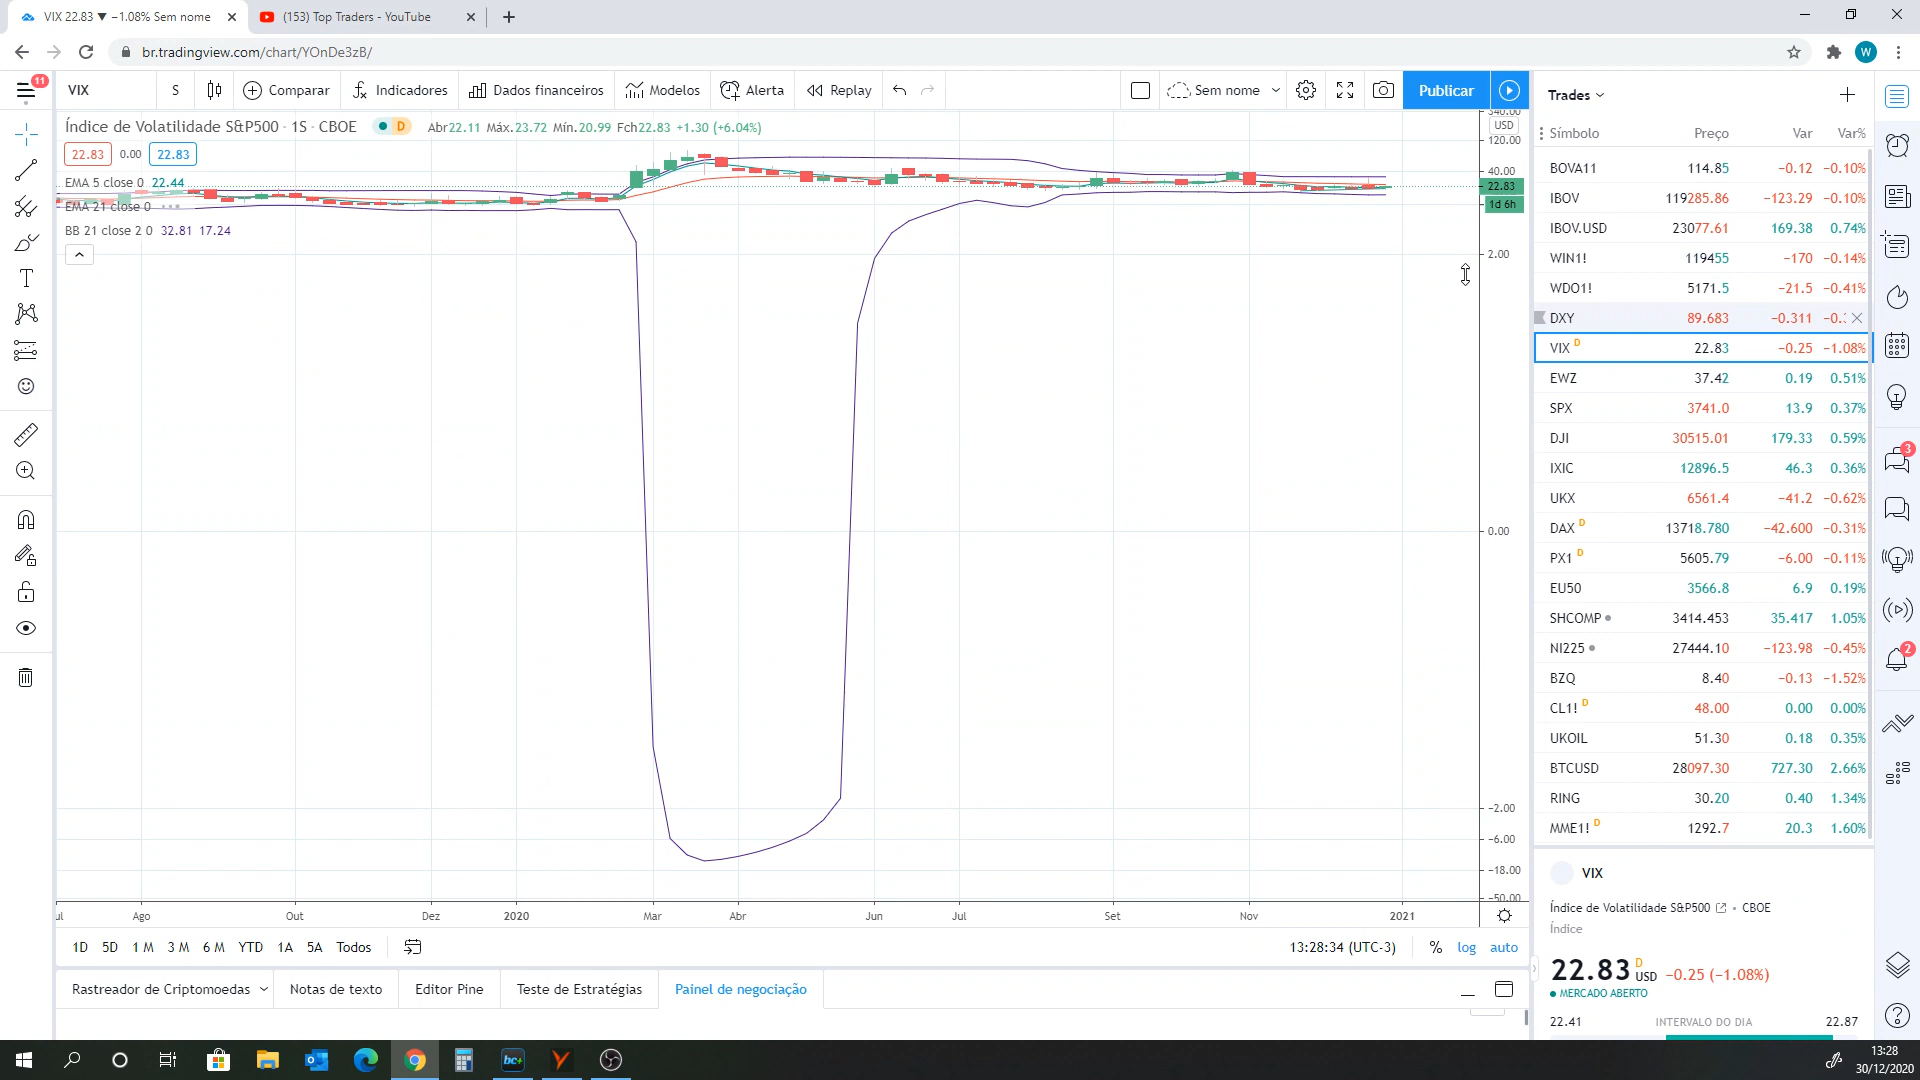 VIX 22.83 ▼ −1.08% Sem nome
(153) Top Traders - YouTube
br.tradingview.com/chart/YOnDe3zB/
W
11
VIX
S
Comparar
Indicadores
Dados financeiros
Modelos
Alerta
Replay
Sem nome
Publicar
Índice de Volatilidade S&P500 · 1S · CBOE
D
Abr22.11 Máx.23.72 Mín.20.99 Fch22.83 +1.30 (+6.04%)
22.83 0.00 22.83
EMA 5 close 0 22.44
EMA 21 close 0
BB 21 close 2 0 32.81 17.24
340.00
USD
120.00
40.00
22.83
1d 6h
2.00
0.00
−2.00
−6.00
−18.00
−50.00
Ago Out Dez 2020 Mar Abr Jun Jul Set Nov 2021
1D 5D 1 M 3 M 6 M YTD 1A 5A Todos
13:28:34 (UTC-3) % log auto
Rastreador de Criptomoedas Notas de texto Editor Pine Teste de Estratégias Painel de negociação
Trades
Símbolo Preço Var Var%
BOVA11 114.85 −0.12 −0.10%
IBOV 119285.86 −123.29 −0.10%
IBOV.USD 23077.61 169.38 0.74%
WIN1! 119455 −170 −0.14%
WDO1! 5171.5 −21.5 −0.41%
DXY 89.683 −0.311
VIX D 22.83 −0.25 −1.08%
EWZ 37.42 0.19 0.51%
SPX 3741.0 13.9 0.37%
DJI 30515.01 179.33 0.59%
IXIC 12896.5 46.3 0.36%
UKX 6561.4 −41.2 −0.62%
DAX D 13718.780 −42.600 −0.31%
PX1 D 5605.79 −6.00 −0.11%
EU50 3566.8 6.9 0.19%
SHCOMP 3414.453 35.417 1.05%
NI225 27444.10 −123.98 −0.45%
BZQ 8.40 −0.13 −1.52%
CL1! D 48.00 0.00 0.00%
UKOIL 51.30 0.18 0.35%
BTCUSD 28097.30 727.30 2.66%
RING 30.20 0.40 1.34%
MME1! D 1292.7 20.3 1.60%
VIX
Índice de Volatilidade S&P500 • CBOE
Índice
22.83 D USD −0.25 (−1.08%)
MERCADO ABERTO
22.41 INTERVALO DO DIA 22.87
3
2
bc+
13:28
30/12/2020